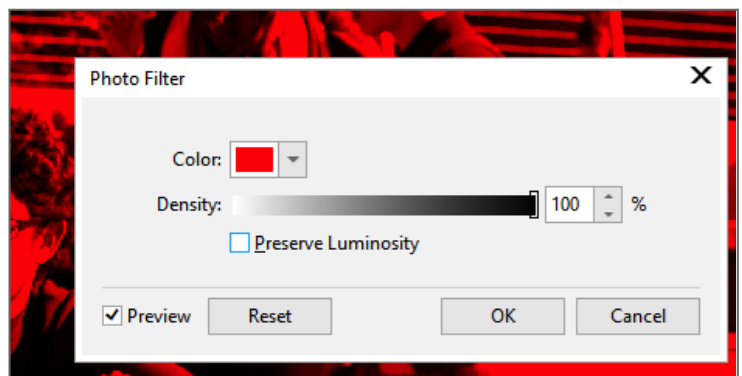 Photo Filter
Color:
Density: 100 %
Preserve Luminosity
Preview Reset OK Cancel